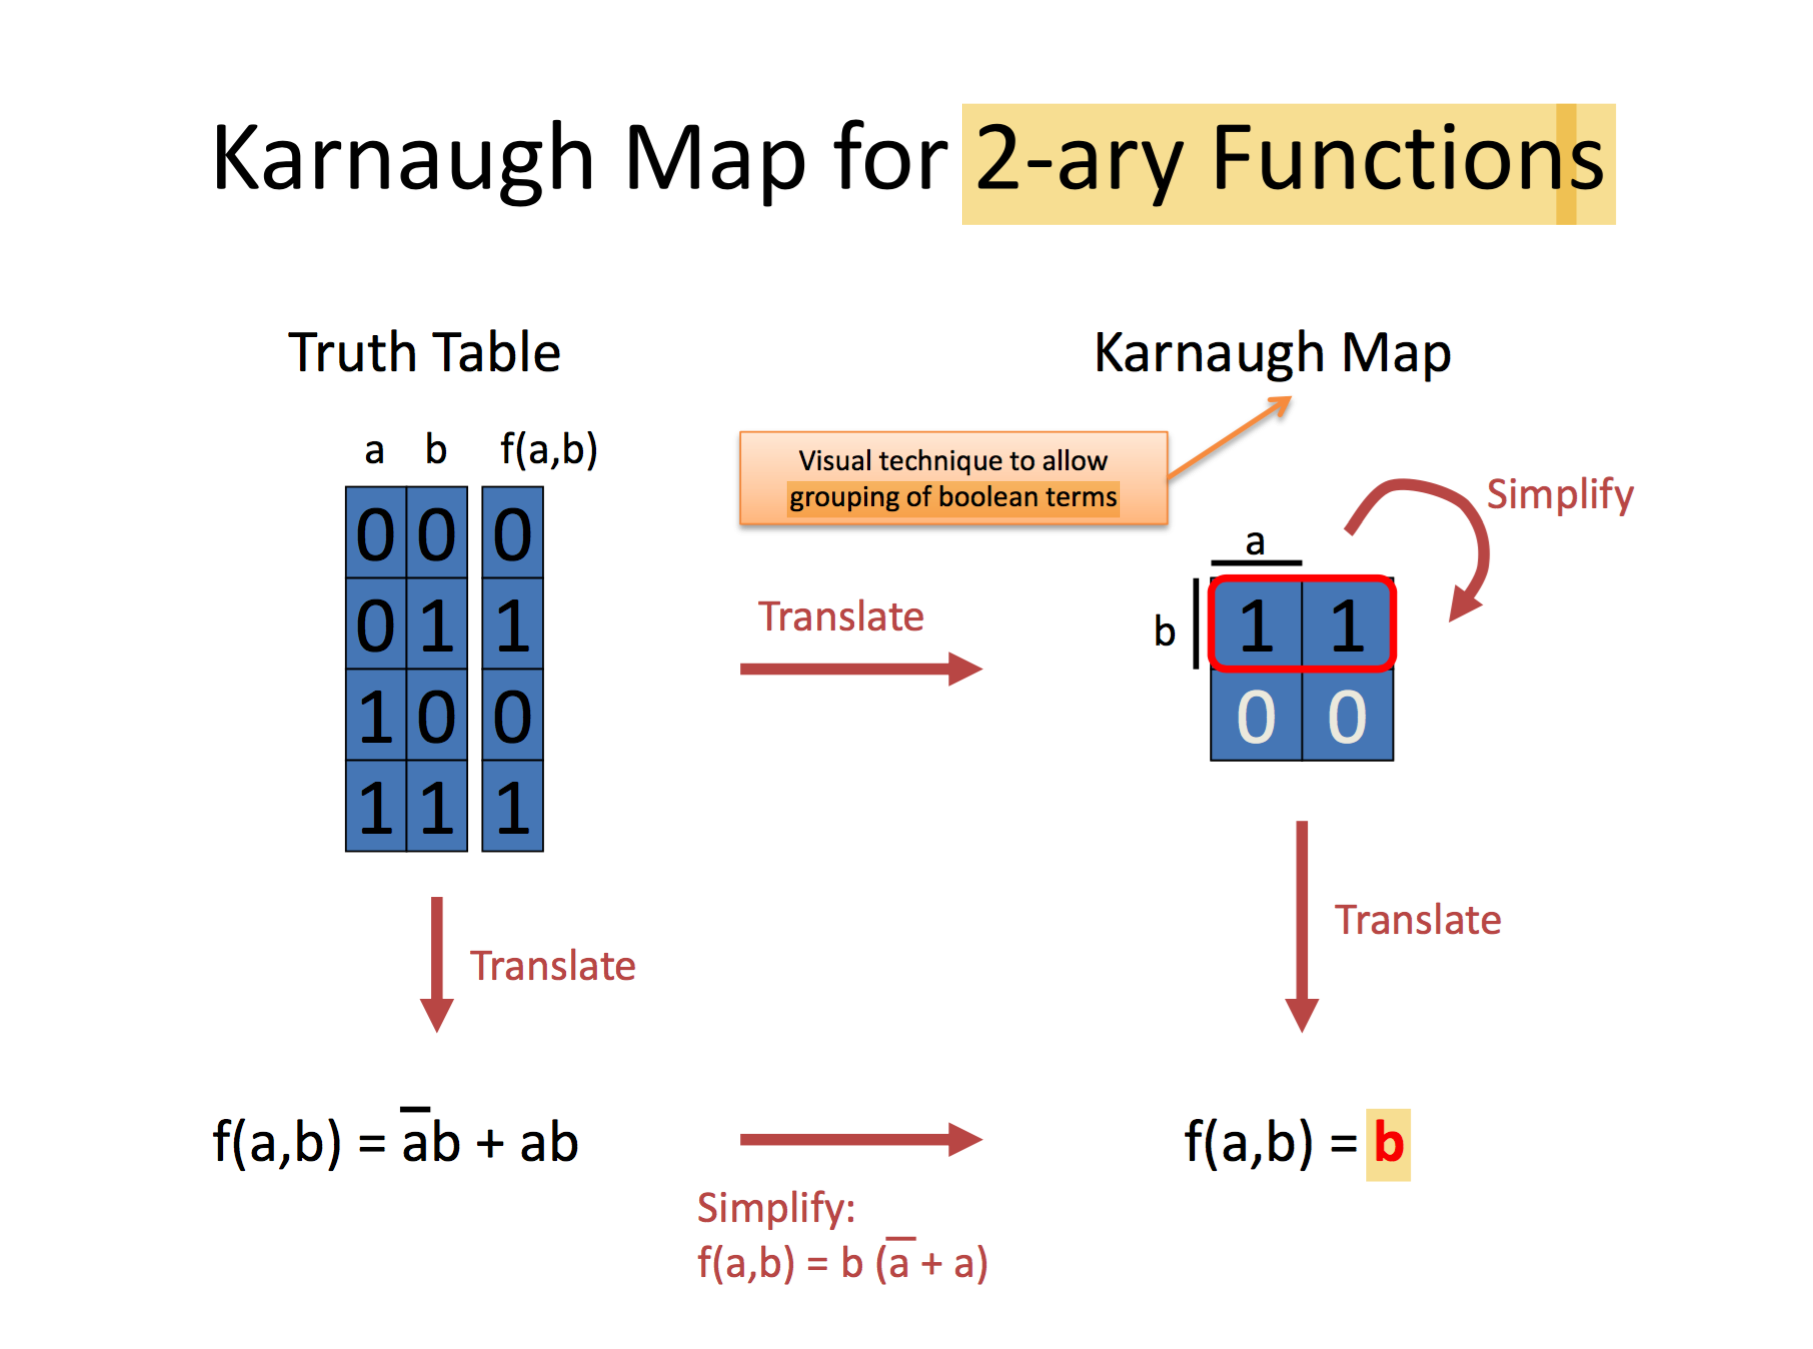 Karnaugh Map for 2-ary Functions
Truth Table
a b f(a,b)
0 0 0
0 1 1
1 0 0
1 1 1
Translate
f(a,b) = a̅b + ab
Visual technique to allow
grouping of boolean terms
Translate
Simplify:
f(a,b) = b (a̅ + a)
Karnaugh Map
Simplify
a
b 1 1
0 0
Translate
f(a,b) = b